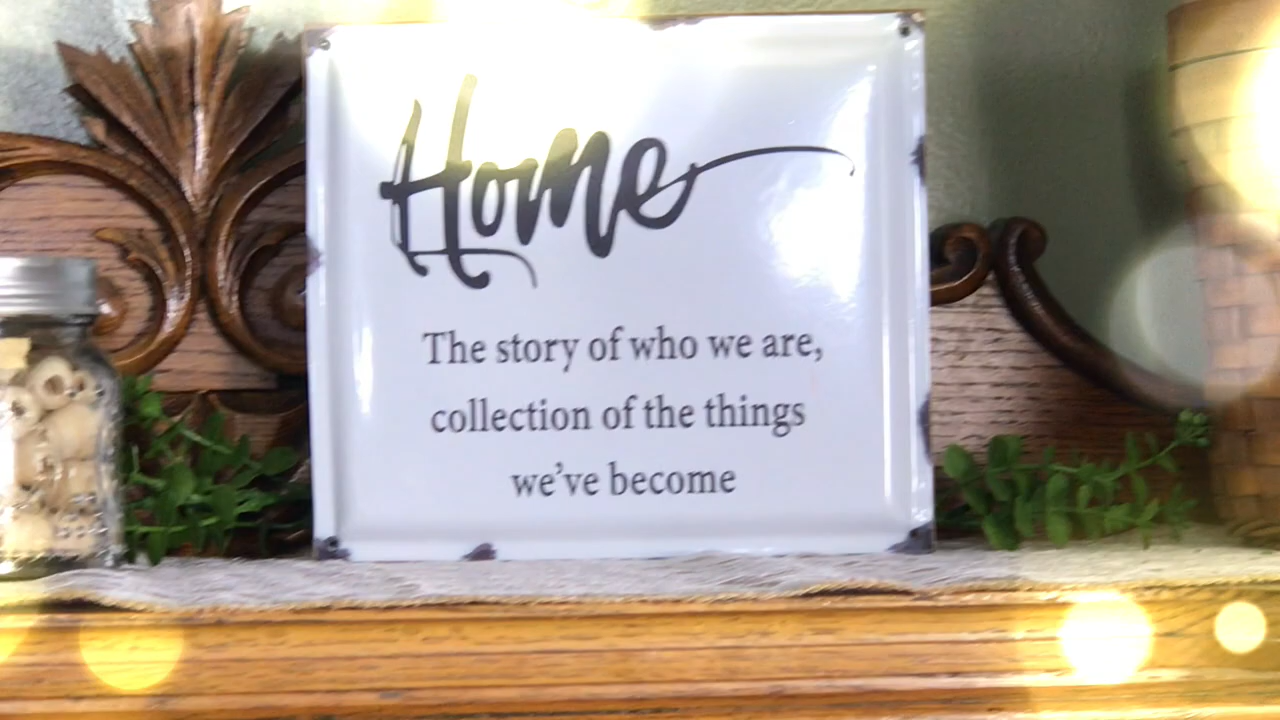 Home
The story of who we are,
collection of the things
we've become